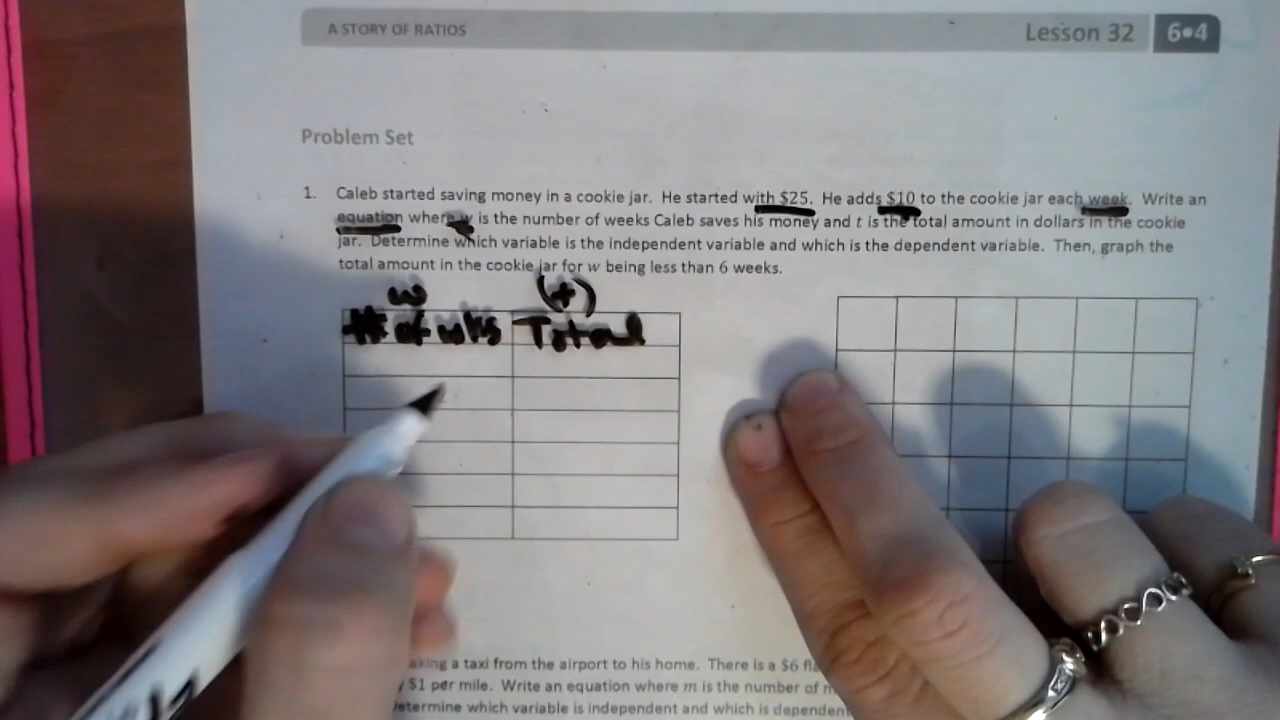 A STORY OF RATIOS Lesson 32 6•4
Problem Set
1. Caleb started saving money in a cookie jar. He started with $25. He adds $10 to the cookie jar each week. Write an
equation where w is the number of weeks Caleb saves his money and t is the total amount in dollars in the cookie
jar. Determine which variable is the independent variable and which is the dependent variable. Then, graph the
total amount in the cookie jar for w being less than 6 weeks.
w (t)
# of wks Total
aking a taxi from the airport to his home. There is a $6
$1 per mile. Write an equation where m is the number of
etermine which variable is independent and which is dependent